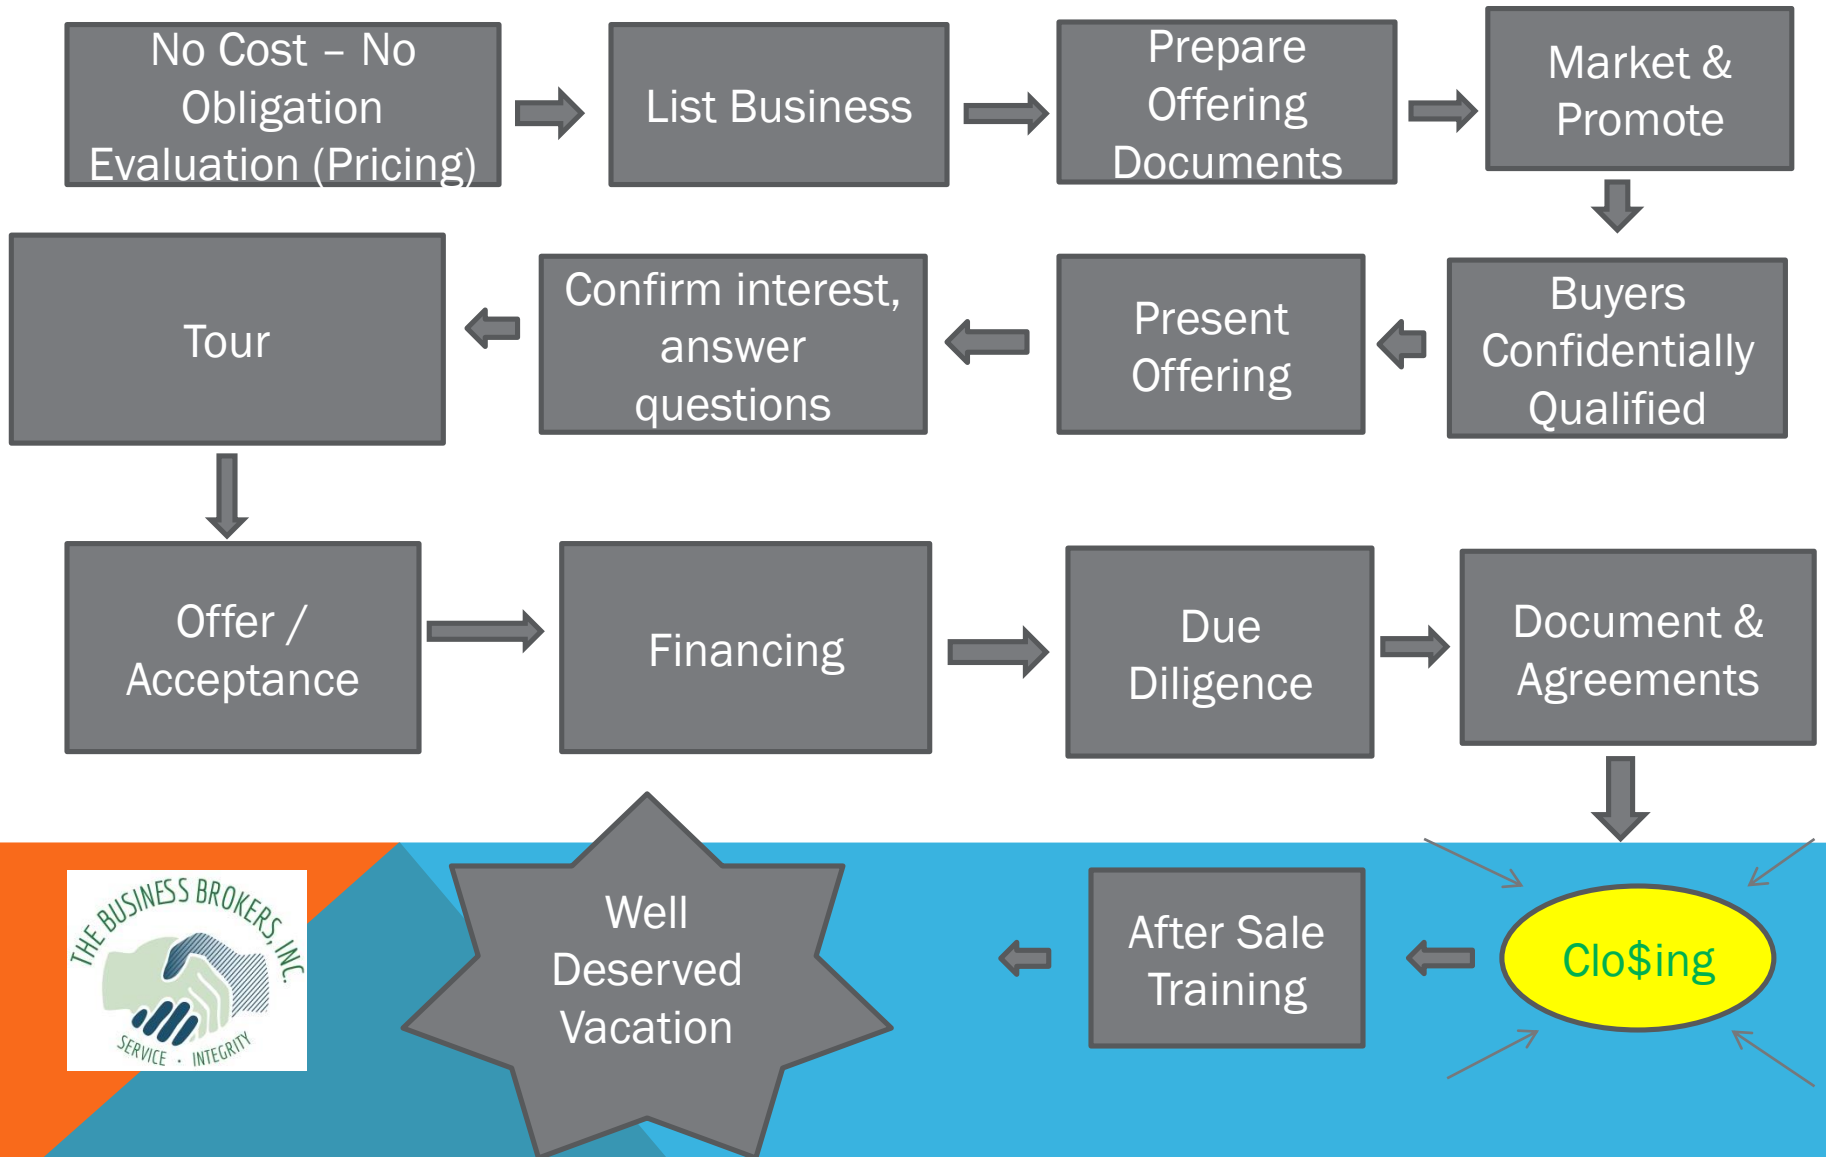 No Cost – No
Obligation
Evaluation (Pricing)
List Business
Prepare
Offering
Documents
Market &
Promote
Buyers
Confidentially
Qualified
Present
Offering
Confirm interest,
answer
questions
Tour
Offer /
Acceptance
Financing
Due
Diligence
Document &
Agreements
Clo$ing
After Sale
Training
Well
Deserved
Vacation
THE BUSINESS BROKERS, INC.
SERVICE · INTEGRITY